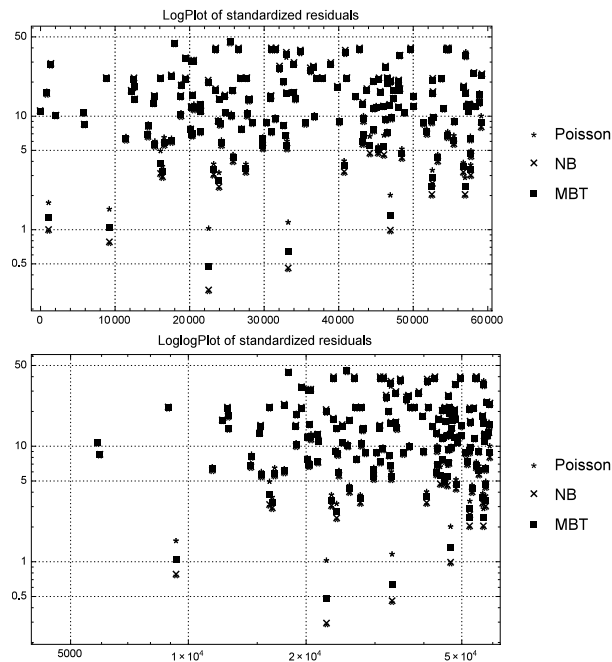 LogPlot of standardized residuals
50
10
5
1
0.5
0 10000 20000 30000 40000 50000 60000
* Poisson
× NB
■ MBT
LoglogPlot of standardized residuals
50
10
5
1
0.5
5000 1×10⁴ 2×10⁴ 5×10⁴
* Poisson
× NB
■ MBT